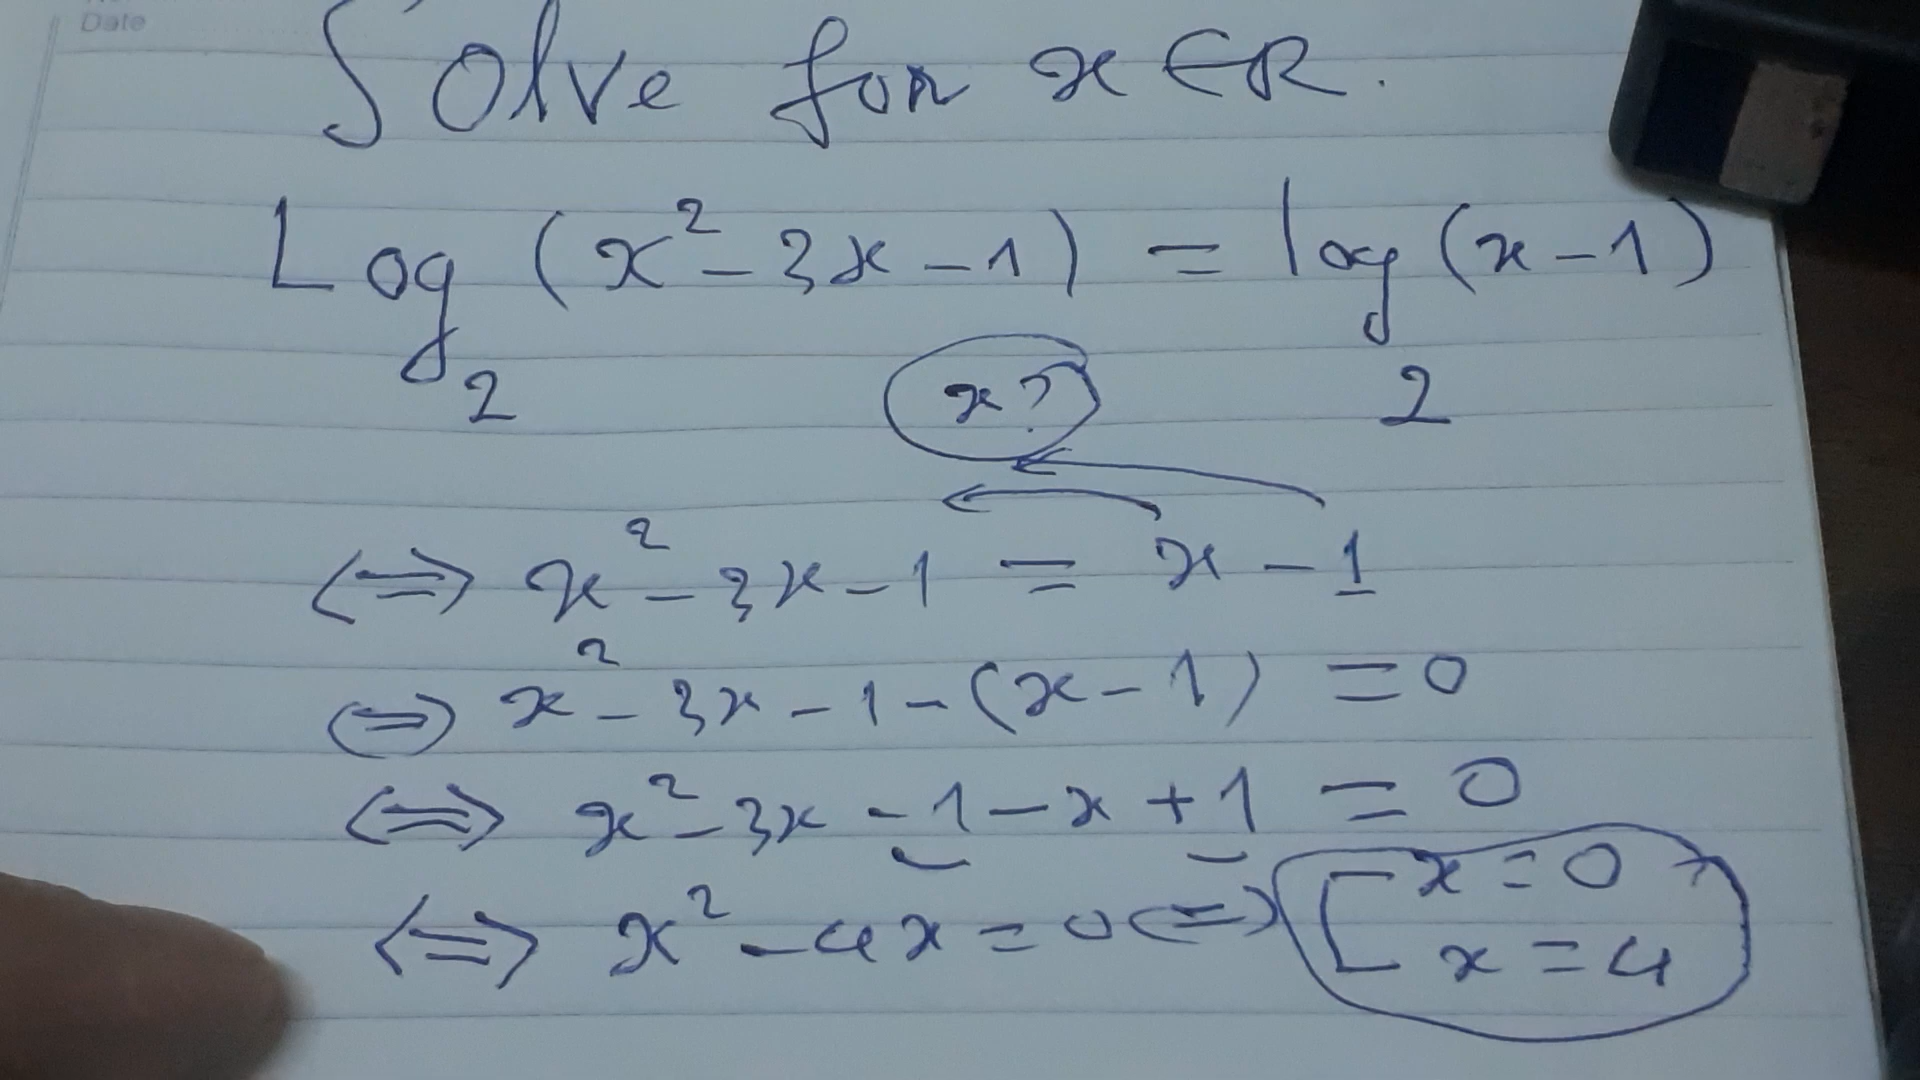 Date
Solve for x ∈ R.
Log₂ (x² - 3x - 1) = log₂ (x - 1)
x?
⇔ x² - 3x - 1 = x - 1
⇔ x² - 3x - 1 - (x - 1) = 0
⇔ x² - 3x - 1 - x + 1 = 0
⇔ x² - 4x = 0 ⇔ [ x = 0
x = 4